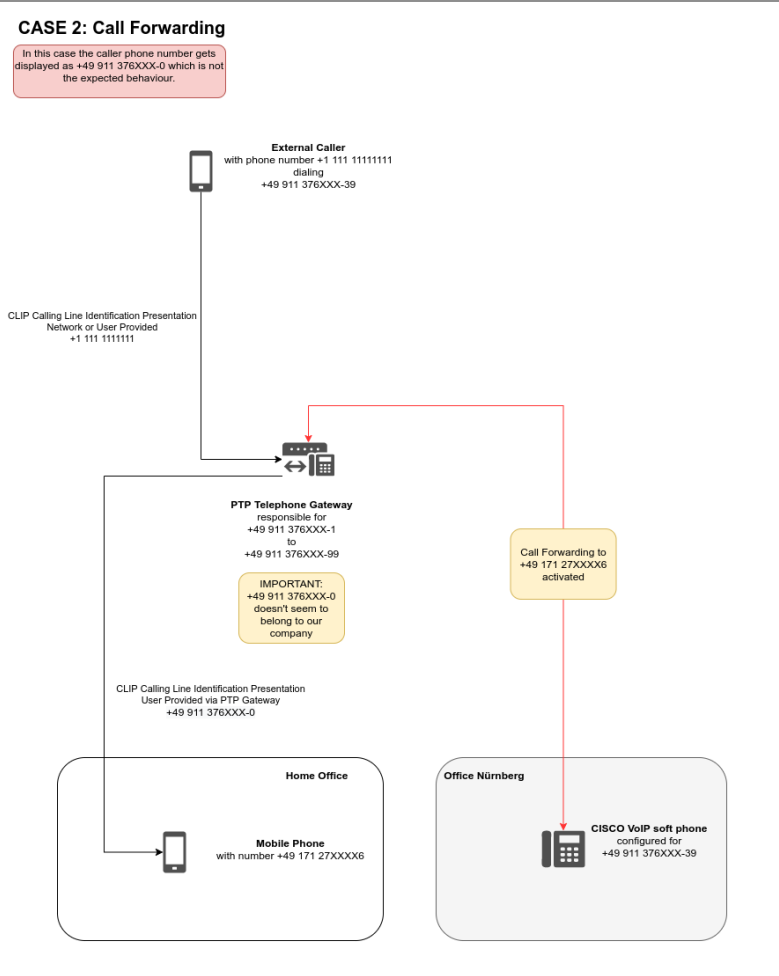 CASE 2: Call Forwarding
In this case the caller phone number gets
displayed as +49 911 376XXX-0 which is not
the expected behaviour.
External Caller
with phone number +1 111 11111111
dialing
+49 911 376XXX-39
CLIP Calling Line Identification Presentation
Network or User Provided
+1 111 1111111
PTP Telephone Gateway
responsible for
+49 911 376XXX-1
to
+49 911 376XXX-99
IMPORTANT:
+49 911 376XXX-0
doesn't seem to
belong to our
company
Call Forwarding to
+49 171 27XXXX6
activated
CLIP Calling Line Identification Presentation
User Provided via PTP Gateway
+49 911 376XXX-0
Home Office
Mobile Phone
with number +49 171 27XXXX6
Office Nürnberg
CISCO VoIP soft phone
configured for
+49 911 376XXX-39